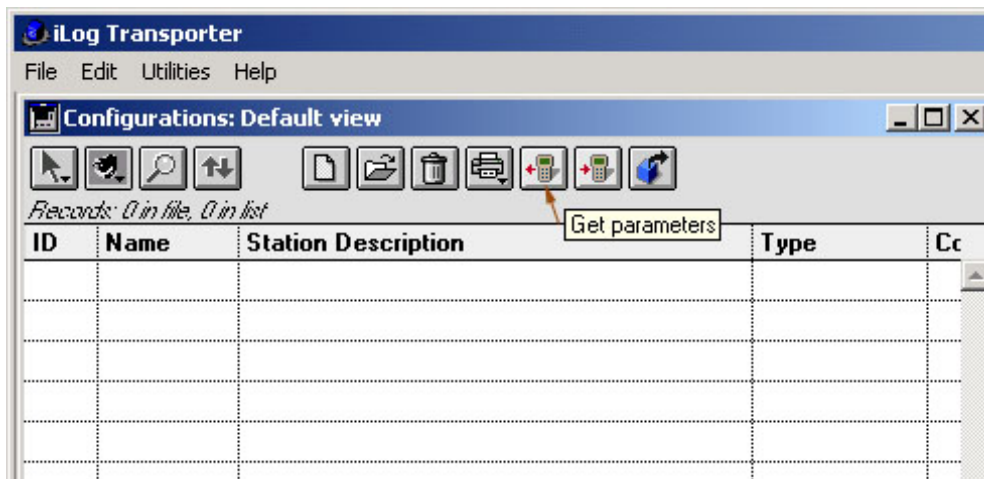 iLog Transporter
File Edit Utilities Help
Configurations: Default view
Records: 0 in file, 0 in list
Get parameters
ID Name Station Description Type Cc